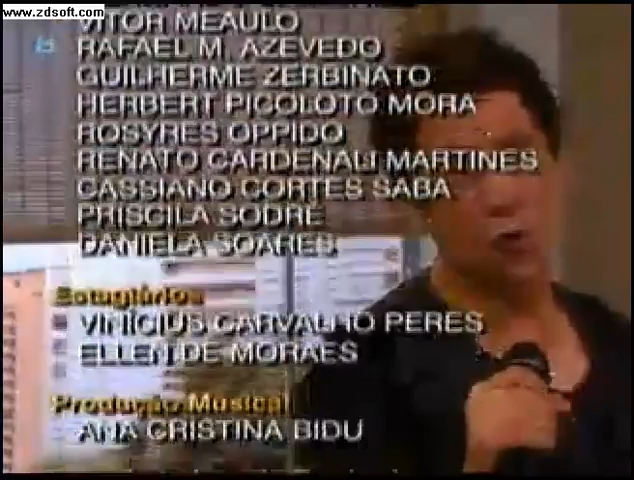 www.zdsoft.com
VITOR MEAULO
RAFAEL M. AZEVEDO
GUILHERME ZERBINATO
HERBERT PICOLOTO MORA
ROSYRES OPPIDO
RENATO CARDENALI MARTINES
CASSIANO CORTES SABA
PRISCILA SODRÉ
DANIELA SOARES
Estagiários
VINÍCIUS CARVALHO PERES
ELLEN DE MORAES
Produção Musical
ANA CRISTINA BIDU